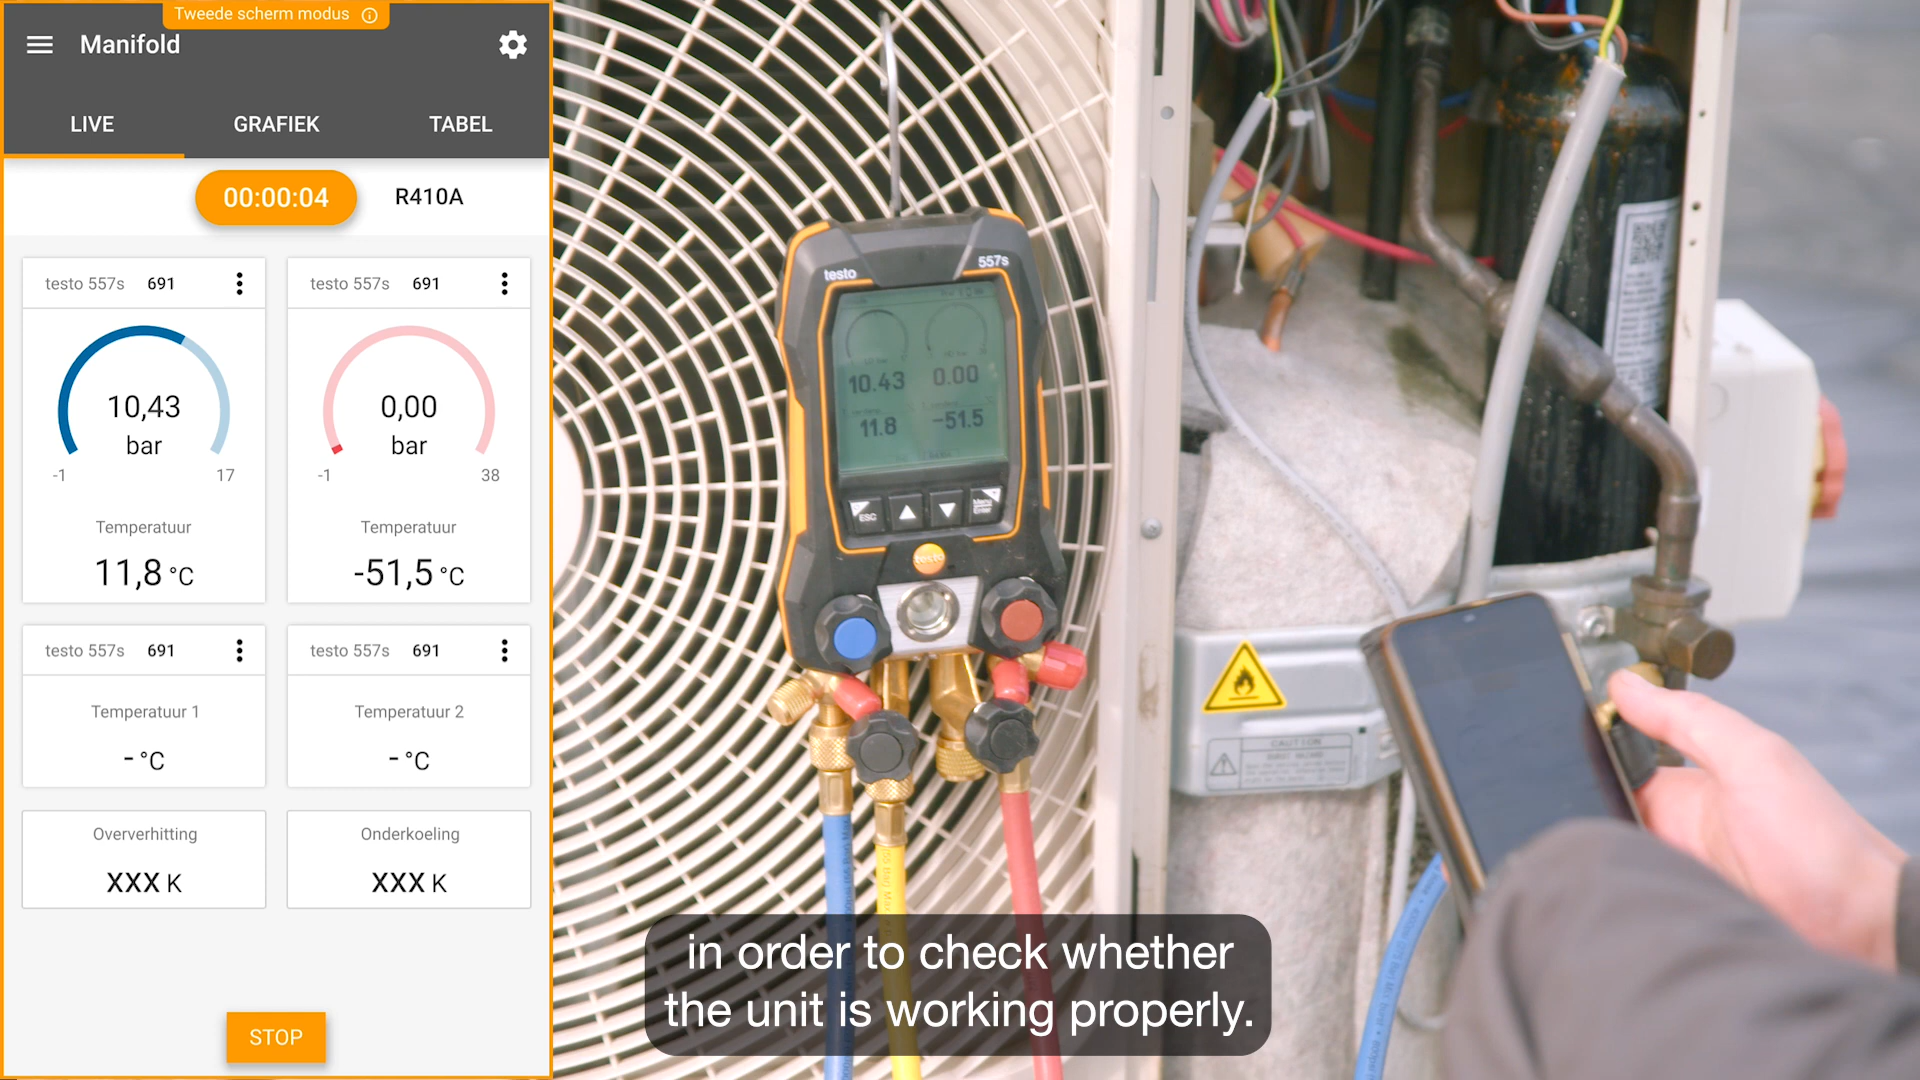 Tweede scherm modus
Manifold
LIVE GRAFIEK TABEL
00:00:04 R410A
testo 557s 691
10,43
bar
-1 17
Temperatuur
11,8 °C
testo 557s 691
0,00
bar
-1 38
Temperatuur
-51,5 °C
testo 557s 691
Temperatuur 1
- °C
testo 557s 691
Temperatuur 2
- °C
Oververhitting
XXX K
Onderkoeling
XXX K
STOP
testo 557s
10.43 0.00
11.8 -51.5
ESC
Menu
Enter
testo
CAUTION
in order to check whether
the unit is working properly.